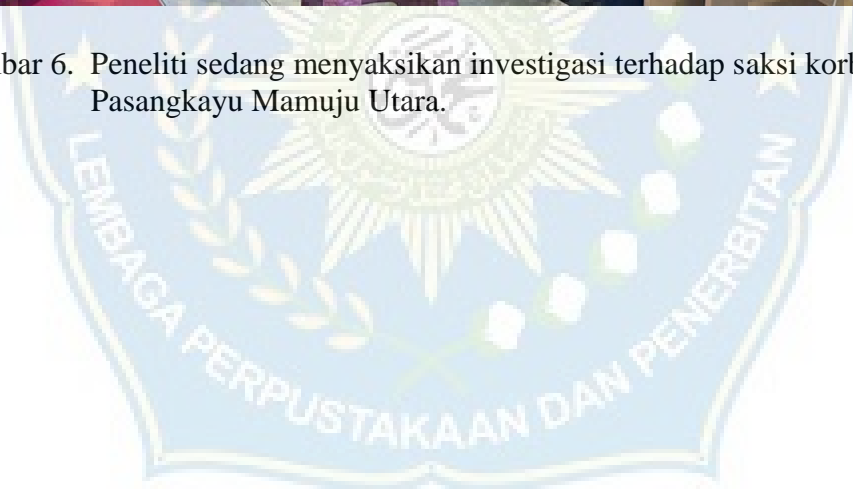 bar 6. Peneliti sedang menyaksikan investigasi terhadap saksi korb
Pasangkayu Mamuju Utara.
LEMBAGA PERPUSTAKAAN DAN PENERBITAN